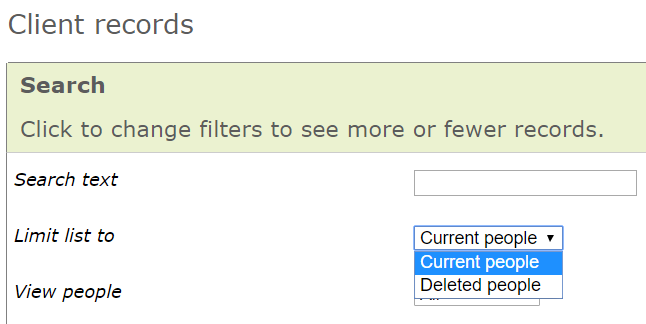 Client records
Search
Click to change filters to see more or fewer records.
Search text
Limit list to
Current people
Current people
Deleted people
View people